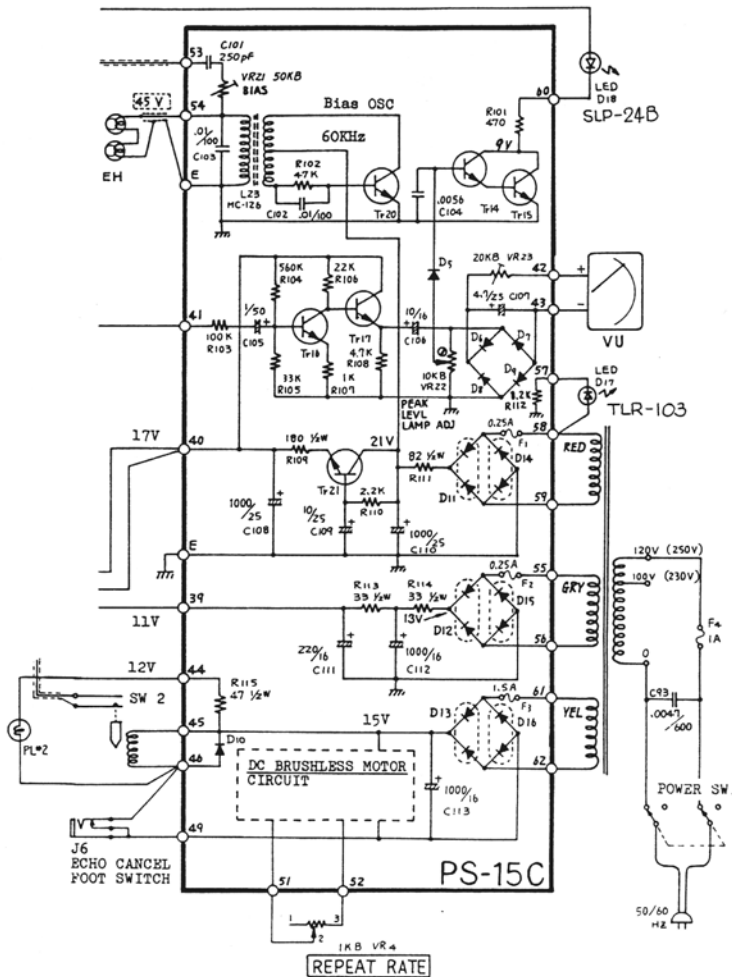 53
C101
250pF
VR21 50KB
BIAS
54
45 V
EH
.01/100
C103
E
L23
MC-126
Bias OSC
60KHz
R102
47K
C102
.01/100
Tr20
.0056
C104
Tr14
Tr15
9V
R101
470
60
LED
D18
SLP-24B
D5
20KB VR23
42
4.7/25 C107
43
+
-
VU
41
100K
R103
1/50
C105
560K
R104
22K
R106
Tr16
Tr17
4.7K
R108
33K
R105
1K
R107
10/16
C106
10KB
VR22
PEAK
LEVL
LAMP ADJ
D6
D7
D8
D9
57
8.2K
R112
LED
D17
TLR-103
17V
40
180 ½W
R109
21V
Tr21
2.2K
R110
1000/25
C108
10/25
C109
1000/25
C110
82 ½W
R111
D11
D14
0.25A
F1
58
RED
59
E
11V
39
R113
33 ½W
R114
33 ½W
13V
D12
D15
220/16
C111
1000/16
C112
0.25A
F2
55
GRY
56
120V (250V)
100V (230V)
F4
1A
0
12V
44
R115
47 ½W
SW 2
PL#2
45
46
D10
15V
DC BRUSHLESS MOTOR
CIRCUIT
D13
D16
1000/16
C113
1.5A
F3
61
YEL
62
C93
.0047/600
POWER SW.
49
J6
ECHO CANCEL
FOOT SWITCH
51
52
PS-15C
50/60
HZ
1
2
3
1KB VR4
REPEAT RATE